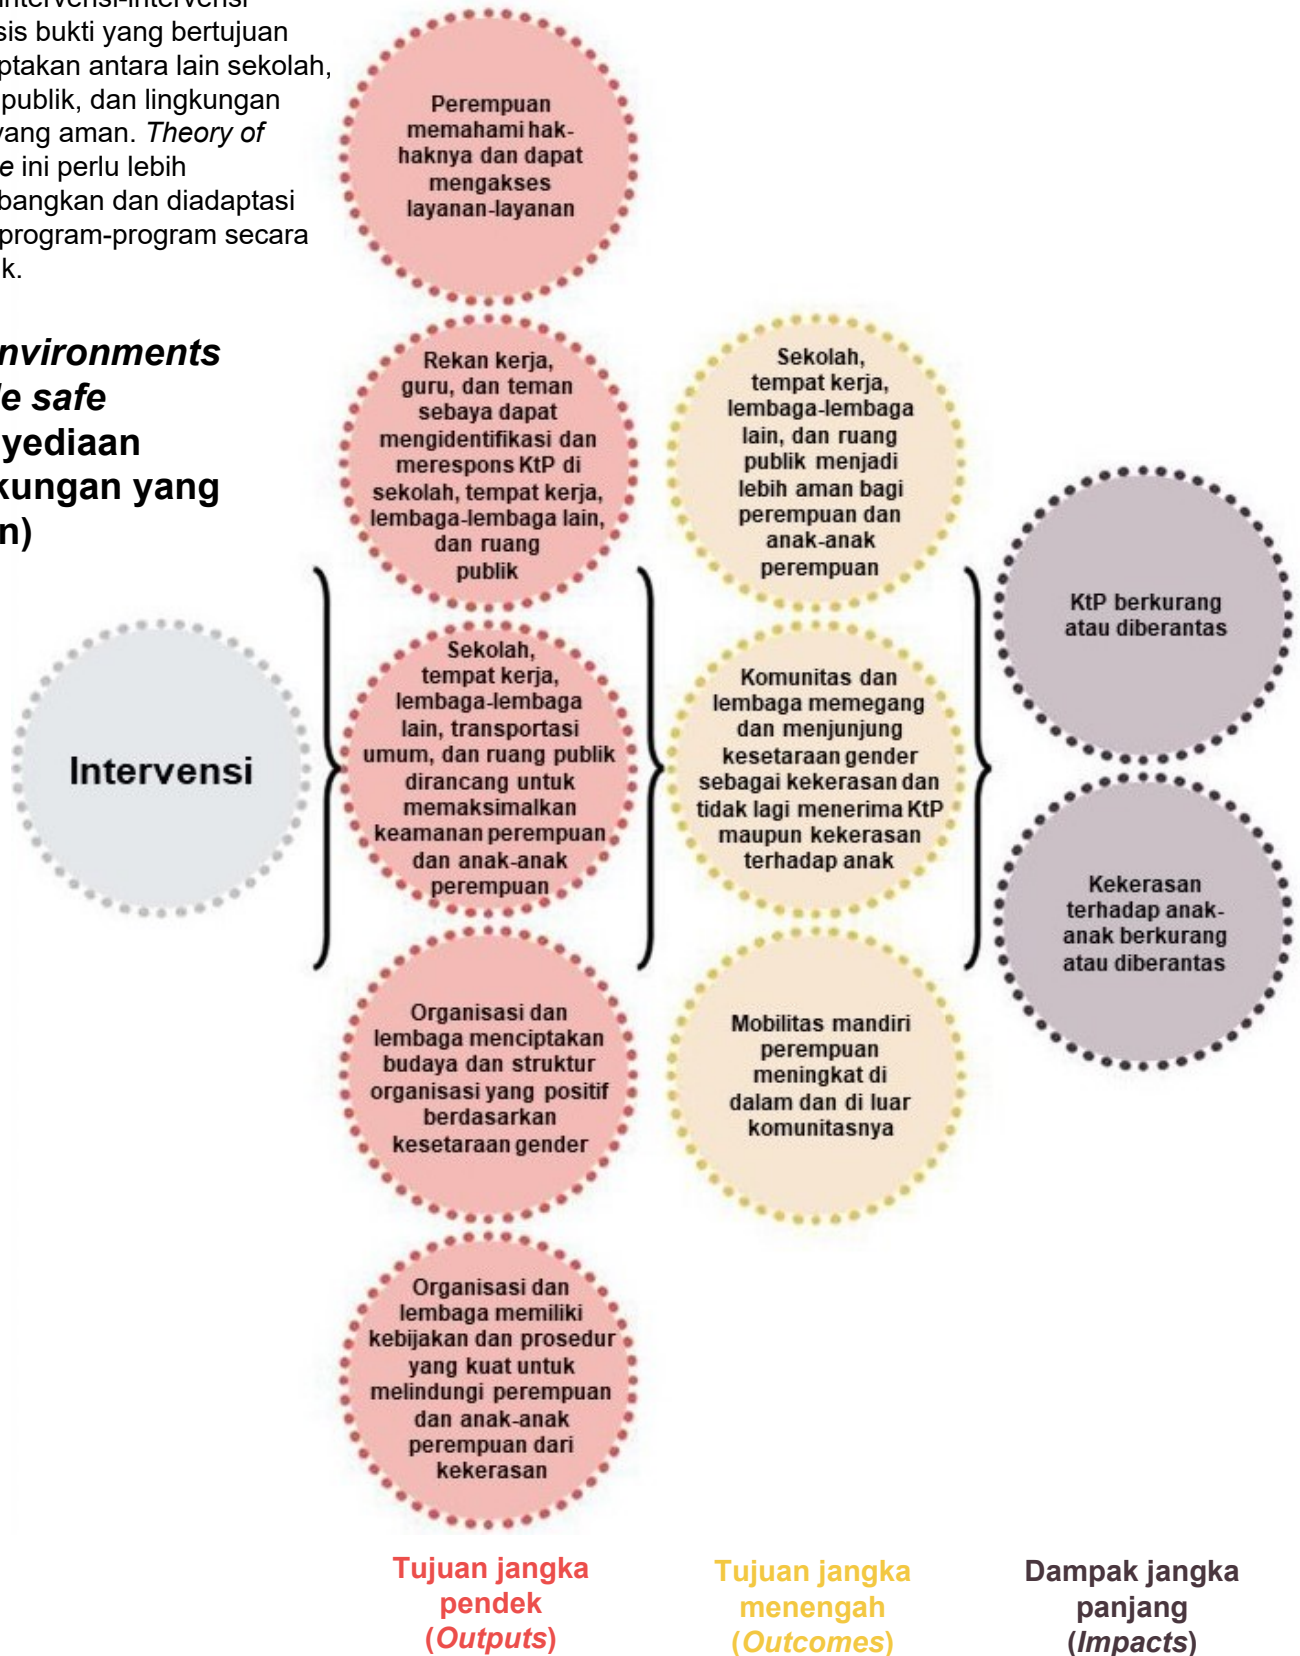 intervensi-intervensi
sis bukti yang bertujuan
ptakan antara lain sekolah,
publik, dan lingkungan
yang aman. Theory of
e ini perlu lebih
bangkan dan diadaptasi
program-program secara
k.
nvironments
le safe
yediaan
kungan yang
n)
Intervensi
Perempuan
memahami hak-
haknya dan dapat
mengakses
layanan-layanan
Rekan kerja,
guru, dan teman
sebaya dapat
mengidentifikasi dan
merespons KtP di
sekolah, tempat kerja,
lembaga-lembaga lain,
dan ruang
publik
Sekolah,
tempat kerja,
lembaga-lembaga
lain, transportasi
umum, dan ruang publik
dirancang untuk
memaksimalkan
keamanan perempuan
dan anak-anak
perempuan
Organisasi dan
lembaga menciptakan
budaya dan struktur
organisasi yang positif
berdasarkan
kesetaraan gender
Organisasi dan
lembaga memiliki
kebijakan dan prosedur
yang kuat untuk
melindungi perempuan
dan anak-anak
perempuan dari
kekerasan
Sekolah,
tempat kerja,
lembaga-lembaga
lain, dan ruang
publik menjadi
lebih aman bagi
perempuan dan
anak-anak
perempuan
Komunitas dan
lembaga memegang
dan menjunjung
kesetaraan gender
sebagai kekerasan dan
tidak lagi menerima KtP
maupun kekerasan
terhadap anak
Mobilitas mandiri
perempuan
meningkat di
dalam dan di luar
komunitasnya
KtP berkurang
atau diberantas
Kekerasan
terhadap anak-
anak berkurang
atau diberantas
Tujuan jangka
pendek
(Outputs)
Tujuan jangka
menengah
(Outcomes)
Dampak jangka
panjang
(Impacts)